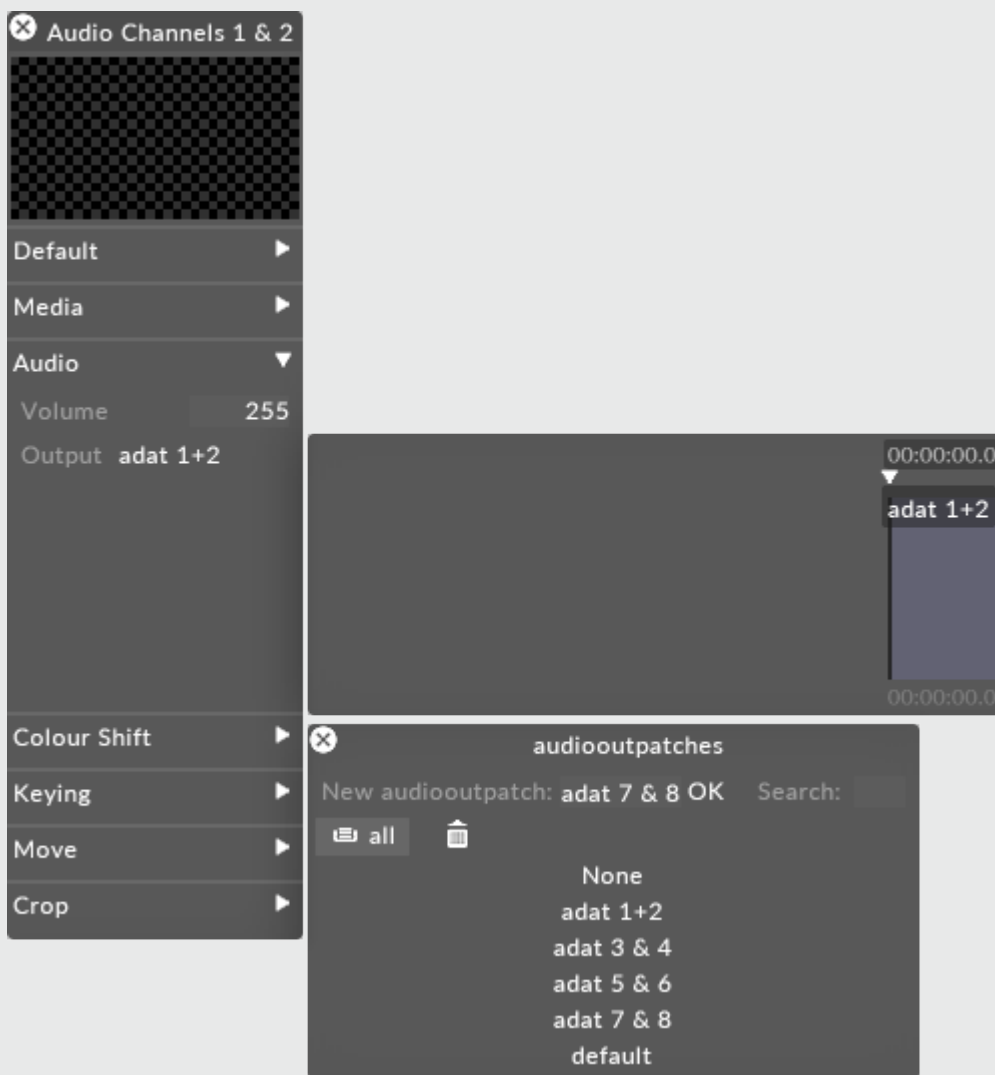 Audio Channels 1 & 2
Default
Media
Audio
Volume 255
Output adat 1+2
Colour Shift
Keying
Move
Crop
00:00:00.0
adat 1+2
00:00:00.0
audiooutpatches
New audiooutpatch: adat 7 & 8 OK Search:
all
None
adat 1+2
adat 3 & 4
adat 5 & 6
adat 7 & 8
default